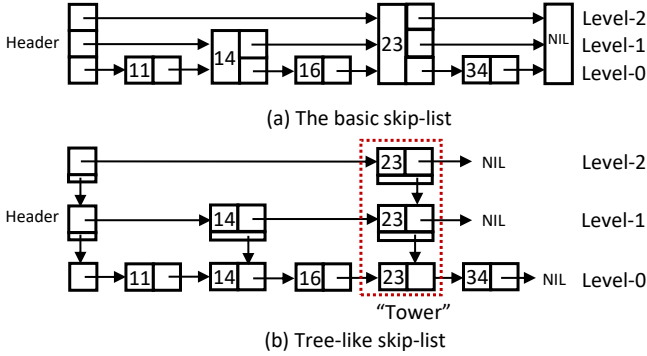 Level-2
Header 14 23 NIL Level-1
11 16 34 Level-0
(a) The basic skip-list
23 NIL Level-2
Header 14 23 NIL Level-1
11 14 16 23 34 NIL Level-0
“Tower”
(b) Tree-like skip-list